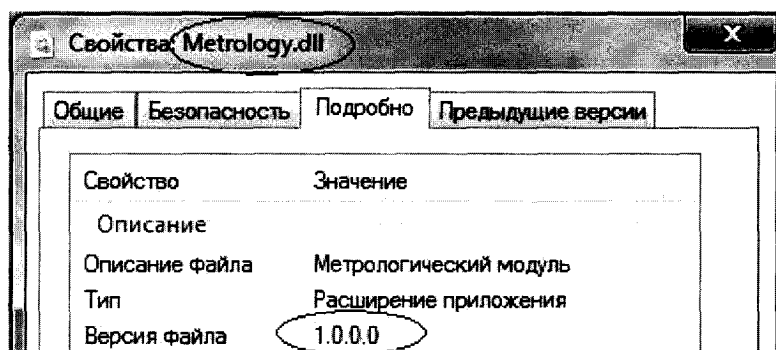 Свойства: Metrology.dll
X
Общие Безопасность Подробно Предыдущие версии
Свойство Значение
Описание
Описание файла Метрологический модуль
Тип Расширение приложения
Версия файла 1.0.0.0